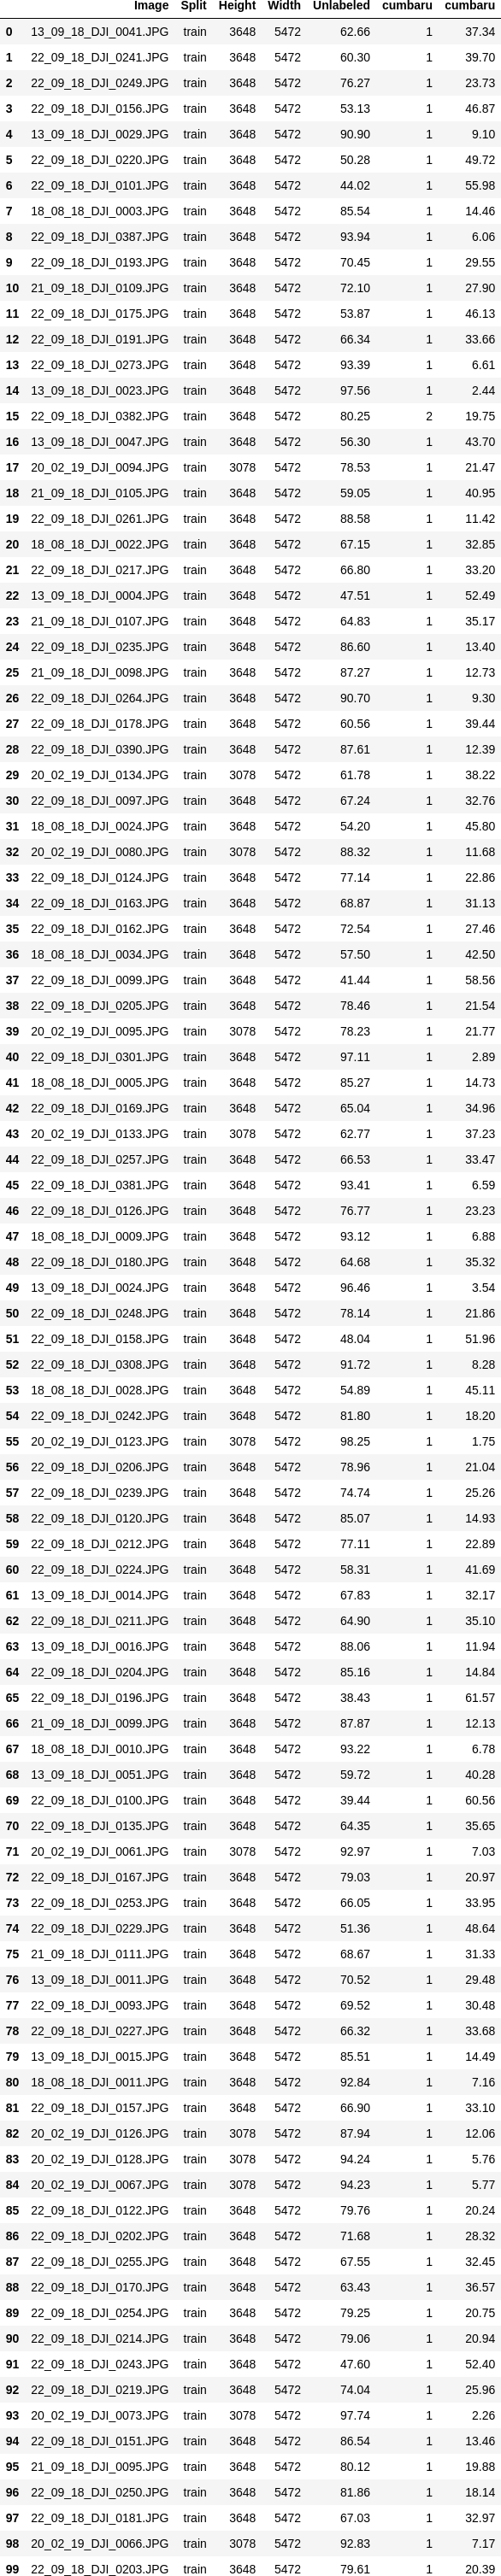 Image Split Height Width Unlabeled cumbaru cumbaru
0 13_09_18_DJI_0041.JPG train 3648 5472 62.66 1 37.34
1 22_09_18_DJI_0241.JPG train 3648 5472 60.30 1 39.70
2 22_09_18_DJI_0249.JPG train 3648 5472 76.27 1 23.73
3 22_09_18_DJI_0156.JPG train 3648 5472 53.13 1 46.87
4 13_09_18_DJI_0029.JPG train 3648 5472 90.90 1 9.10
5 22_09_18_DJI_0220.JPG train 3648 5472 50.28 1 49.72
6 22_09_18_DJI_0101.JPG train 3648 5472 44.02 1 55.98
7 18_08_18_DJI_0003.JPG train 3648 5472 85.54 1 14.46
8 22_09_18_DJI_0387.JPG train 3648 5472 93.94 1 6.06
9 22_09_18_DJI_0193.JPG train 3648 5472 70.45 1 29.55
10 21_09_18_DJI_0109.JPG train 3648 5472 72.10 1 27.90
11 22_09_18_DJI_0175.JPG train 3648 5472 53.87 1 46.13
12 22_09_18_DJI_0191.JPG train 3648 5472 66.34 1 33.66
13 22_09_18_DJI_0273.JPG train 3648 5472 93.39 1 6.61
14 13_09_18_DJI_0023.JPG train 3648 5472 97.56 1 2.44
15 22_09_18_DJI_0382.JPG train 3648 5472 80.25 2 19.75
16 13_09_18_DJI_0047.JPG train 3648 5472 56.30 1 43.70
17 20_02_19_DJI_0094.JPG train 3078 5472 78.53 1 21.47
18 21_09_18_DJI_0105.JPG train 3648 5472 59.05 1 40.95
19 22_09_18_DJI_0261.JPG train 3648 5472 88.58 1 11.42
20 18_08_18_DJI_0022.JPG train 3648 5472 67.15 1 32.85
21 22_09_18_DJI_0217.JPG train 3648 5472 66.80 1 33.20
22 13_09_18_DJI_0004.JPG train 3648 5472 47.51 1 52.49
23 21_09_18_DJI_0107.JPG train 3648 5472 64.83 1 35.17
24 22_09_18_DJI_0235.JPG train 3648 5472 86.60 1 13.40
25 21_09_18_DJI_0098.JPG train 3648 5472 87.27 1 12.73
26 22_09_18_DJI_0264.JPG train 3648 5472 90.70 1 9.30
27 22_09_18_DJI_0178.JPG train 3648 5472 60.56 1 39.44
28 22_09_18_DJI_0390.JPG train 3648 5472 87.61 1 12.39
29 20_02_19_DJI_0134.JPG train 3078 5472 61.78 1 38.22
30 22_09_18_DJI_0097.JPG train 3648 5472 67.24 1 32.76
31 18_08_18_DJI_0024.JPG train 3648 5472 54.20 1 45.80
32 20_02_19_DJI_0080.JPG train 3078 5472 88.32 1 11.68
33 22_09_18_DJI_0124.JPG train 3648 5472 77.14 1 22.86
34 22_09_18_DJI_0163.JPG train 3648 5472 68.87 1 31.13
35 22_09_18_DJI_0162.JPG train 3648 5472 72.54 1 27.46
36 18_08_18_DJI_0034.JPG train 3648 5472 57.50 1 42.50
37 22_09_18_DJI_0099.JPG train 3648 5472 41.44 1 58.56
38 22_09_18_DJI_0205.JPG train 3648 5472 78.46 1 21.54
39 20_02_19_DJI_0095.JPG train 3078 5472 78.23 1 21.77
40 22_09_18_DJI_0301.JPG train 3648 5472 97.11 1 2.89
41 18_08_18_DJI_0005.JPG train 3648 5472 85.27 1 14.73
42 22_09_18_DJI_0169.JPG train 3648 5472 65.04 1 34.96
43 20_02_19_DJI_0133.JPG train 3078 5472 62.77 1 37.23
44 22_09_18_DJI_0257.JPG train 3648 5472 66.53 1 33.47
45 22_09_18_DJI_0381.JPG train 3648 5472 93.41 1 6.59
46 22_09_18_DJI_0126.JPG train 3648 5472 76.77 1 23.23
47 18_08_18_DJI_0009.JPG train 3648 5472 93.12 1 6.88
48 22_09_18_DJI_0180.JPG train 3648 5472 64.68 1 35.32
49 13_09_18_DJI_0024.JPG train 3648 5472 96.46 1 3.54
50 22_09_18_DJI_0248.JPG train 3648 5472 78.14 1 21.86
51 22_09_18_DJI_0158.JPG train 3648 5472 48.04 1 51.96
52 22_09_18_DJI_0308.JPG train 3648 5472 91.72 1 8.28
53 18_08_18_DJI_0028.JPG train 3648 5472 54.89 1 45.11
54 22_09_18_DJI_0242.JPG train 3648 5472 81.80 1 18.20
55 20_02_19_DJI_0123.JPG train 3078 5472 98.25 1 1.75
56 22_09_18_DJI_0206.JPG train 3648 5472 78.96 1 21.04
57 22_09_18_DJI_0239.JPG train 3648 5472 74.74 1 25.26
58 22_09_18_DJI_0120.JPG train 3648 5472 85.07 1 14.93
59 22_09_18_DJI_0212.JPG train 3648 5472 77.11 1 22.89
60 22_09_18_DJI_0224.JPG train 3648 5472 58.31 1 41.69
61 13_09_18_DJI_0014.JPG train 3648 5472 67.83 1 32.17
62 22_09_18_DJI_0211.JPG train 3648 5472 64.90 1 35.10
63 13_09_18_DJI_0016.JPG train 3648 5472 88.06 1 11.94
64 22_09_18_DJI_0204.JPG train 3648 5472 85.16 1 14.84
65 22_09_18_DJI_0196.JPG train 3648 5472 38.43 1 61.57
66 21_09_18_DJI_0099.JPG train 3648 5472 87.87 1 12.13
67 18_08_18_DJI_0010.JPG train 3648 5472 93.22 1 6.78
68 13_09_18_DJI_0051.JPG train 3648 5472 59.72 1 40.28
69 22_09_18_DJI_0100.JPG train 3648 5472 39.44 1 60.56
70 22_09_18_DJI_0135.JPG train 3648 5472 64.35 1 35.65
71 20_02_19_DJI_0061.JPG train 3078 5472 92.97 1 7.03
72 22_09_18_DJI_0167.JPG train 3648 5472 79.03 1 20.97
73 22_09_18_DJI_0253.JPG train 3648 5472 66.05 1 33.95
74 22_09_18_DJI_0229.JPG train 3648 5472 51.36 1 48.64
75 21_09_18_DJI_0111.JPG train 3648 5472 68.67 1 31.33
76 13_09_18_DJI_0011.JPG train 3648 5472 70.52 1 29.48
77 22_09_18_DJI_0093.JPG train 3648 5472 69.52 1 30.48
78 22_09_18_DJI_0227.JPG train 3648 5472 66.32 1 33.68
79 13_09_18_DJI_0015.JPG train 3648 5472 85.51 1 14.49
80 18_08_18_DJI_0011.JPG train 3648 5472 92.84 1 7.16
81 22_09_18_DJI_0157.JPG train 3648 5472 66.90 1 33.10
82 20_02_19_DJI_0126.JPG train 3078 5472 87.94 1 12.06
83 20_02_19_DJI_0128.JPG train 3078 5472 94.24 1 5.76
84 20_02_19_DJI_0067.JPG train 3078 5472 94.23 1 5.77
85 22_09_18_DJI_0122.JPG train 3648 5472 79.76 1 20.24
86 22_09_18_DJI_0202.JPG train 3648 5472 71.68 1 28.32
87 22_09_18_DJI_0255.JPG train 3648 5472 67.55 1 32.45
88 22_09_18_DJI_0170.JPG train 3648 5472 63.43 1 36.57
89 22_09_18_DJI_0254.JPG train 3648 5472 79.25 1 20.75
90 22_09_18_DJI_0214.JPG train 3648 5472 79.06 1 20.94
91 22_09_18_DJI_0243.JPG train 3648 5472 47.60 1 52.40
92 22_09_18_DJI_0219.JPG train 3648 5472 74.04 1 25.96
93 20_02_19_DJI_0073.JPG train 3078 5472 97.74 1 2.26
94 22_09_18_DJI_0151.JPG train 3648 5472 86.54 1 13.46
95 21_09_18_DJI_0095.JPG train 3648 5472 80.12 1 19.88
96 22_09_18_DJI_0250.JPG train 3648 5472 81.86 1 18.14
97 22_09_18_DJI_0181.JPG train 3648 5472 67.03 1 32.97
98 20_02_19_DJI_0066.JPG train 3078 5472 92.83 1 7.17
99 22_09_18_DJI_0203.JPG train 3648 5472 79.61 1 20.39